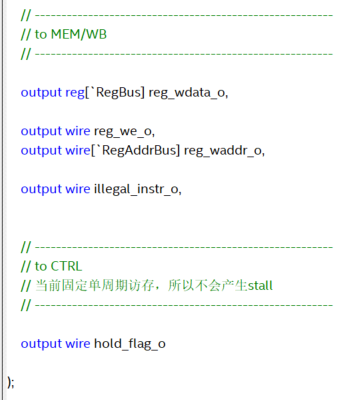 // --------------------------------------------------
// to MEM/WB
// --------------------------------------------------
output reg[`RegBus] reg_wdata_o,
output wire reg_we_o,
output wire[`RegAddrBus] reg_waddr_o,
output wire illegal_instr_o,
// --------------------------------------------------
// to CTRL
// 当前固定单周期访存，所以不会产生stall
// --------------------------------------------------
output wire hold_flag_o
);